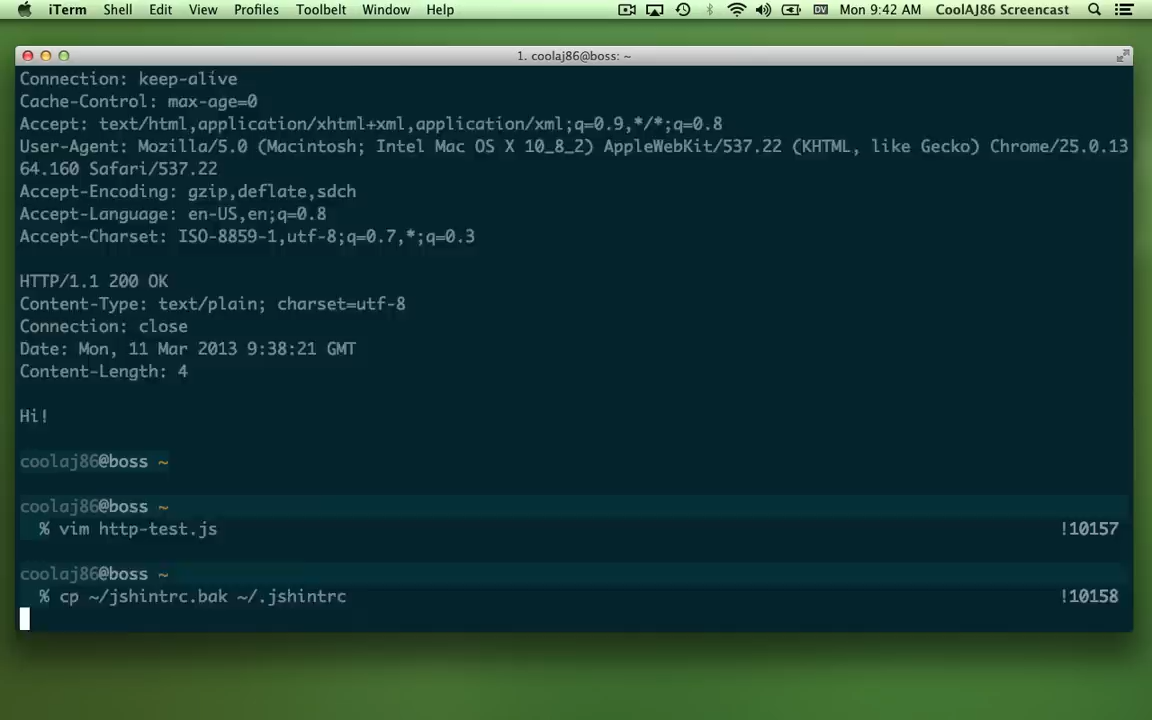 iTerm Shell Edit View Profiles Toolbelt Window Help DV Mon 9:42 AM CoolAJ86 Screencast
1. coolaj86@boss: ~
Connection: keep-alive
Cache-Control: max-age=0
Accept: text/html,application/xhtml+xml,application/xml;q=0.9,*/*;q=0.8
User-Agent: Mozilla/5.0 (Macintosh; Intel Mac OS X 10_8_2) AppleWebKit/537.22 (KHTML, like Gecko) Chrome/25.0.13
64.160 Safari/537.22
Accept-Encoding: gzip,deflate,sdch
Accept-Language: en-US,en;q=0.8
Accept-Charset: ISO-8859-1,utf-8;q=0.7,*;q=0.3
HTTP/1.1 200 OK
Content-Type: text/plain; charset=utf-8
Connection: close
Date: Mon, 11 Mar 2013 9:38:21 GMT
Content-Length: 4
Hi!
coolaj86@boss ~
coolaj86@boss ~
% vim http-test.js !10157
coolaj86@boss ~
% cp ~/jshintrc.bak ~/.jshintrc !10158